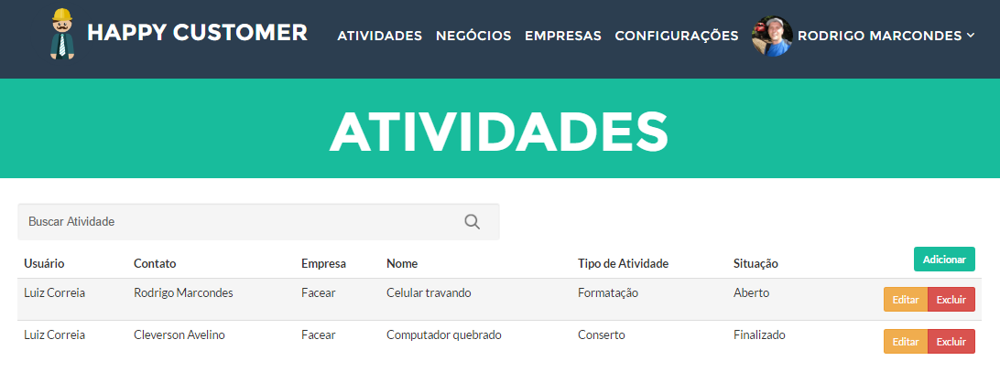 HAPPY CUSTOMER ATIVIDADES NEGÓCIOS EMPRESAS CONFIGURAÇÕES RODRIGO MARCONDES
ATIVIDADES
Buscar Atividade
Usuário Contato Empresa Nome Tipo de Atividade Situação Adicionar
Luiz Correia Rodrigo Marcondes Facear Celular travando Formatação Aberto Editar Excluir
Luiz Correia Cleverson Avelino Facear Computador quebrado Conserto Finalizado Editar Excluir